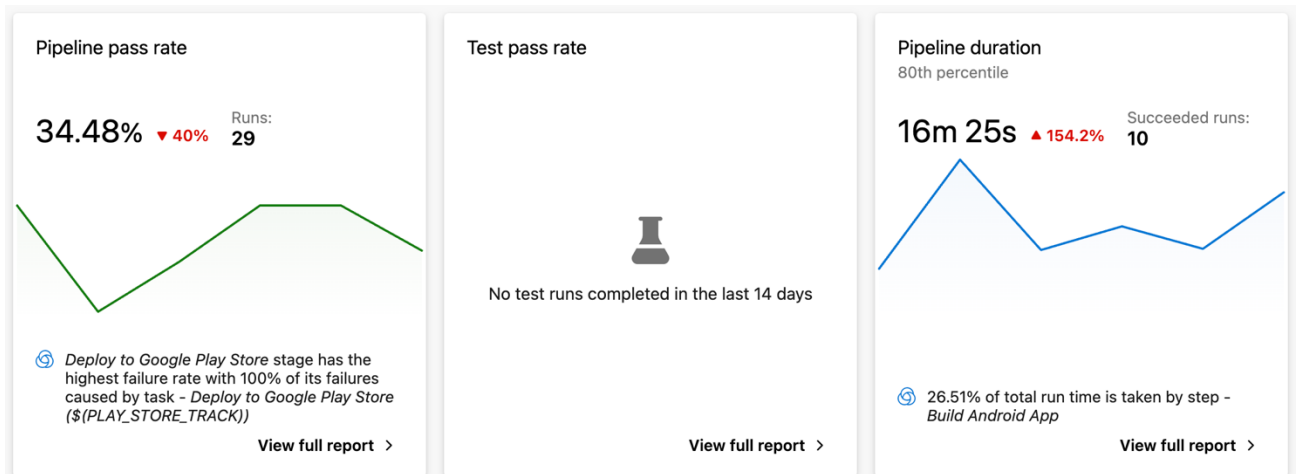 Pipeline pass rate
34.48% ▼ 40%
Runs:
29
Deploy to Google Play Store stage has the
highest failure rate with 100% of its failures
caused by task - Deploy to Google Play Store
($(PLAY_STORE_TRACK))
View full report
Test pass rate
No test runs completed in the last 14 days
View full report
Pipeline duration
80th percentile
16m 25s ▲ 154.2%
Succeeded runs:
10
26.51% of total run time is taken by step -
Build Android App
View full report